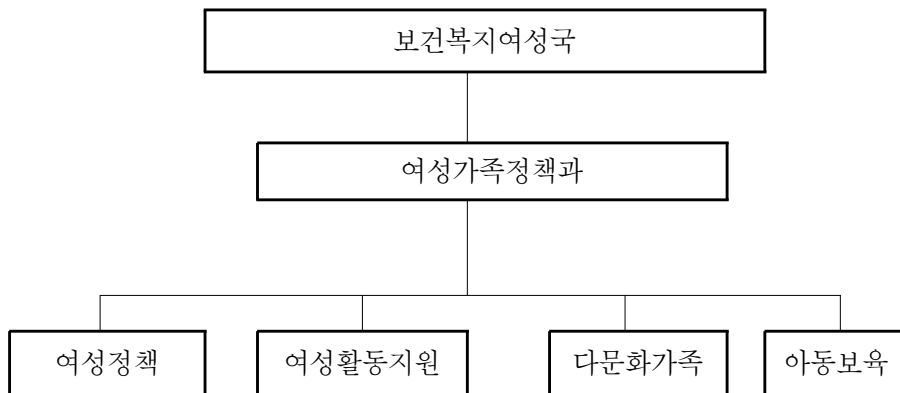 보건복지여성국
여성가족정책과
여성정책
여성활동지원
다문화가족
아동보육